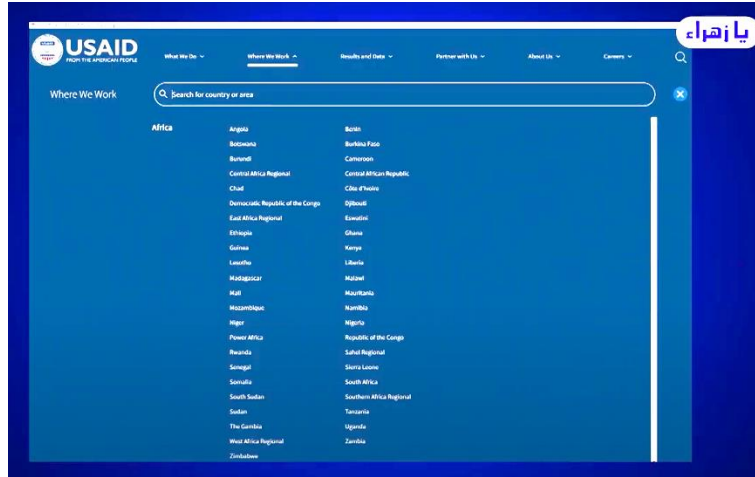 يا زهراء
USAID
FROM THE AMERICAN PEOPLE
What We Do
Where We Work
Results and Data
Partner with Us
About Us
Careers
Where We Work
Search for country or area
Africa
Angola
Benin
Botswana
Burkina Faso
Burundi
Cameroon
Central Africa Regional
Central African Republic
Chad
Côte d'Ivoire
Democratic Republic of the Congo
Djibouti
East Africa Regional
Eswatini
Ethiopia
Ghana
Guinea
Kenya
Lesotho
Liberia
Madagascar
Malawi
Mali
Mauritania
Mozambique
Namibia
Niger
Nigeria
Power Africa
Republic of the Congo
Rwanda
Sahel Regional
Senegal
Sierra Leone
Somalia
South Africa
South Sudan
Southern Africa Regional
Sudan
Tanzania
The Gambia
Uganda
West Africa Regional
Zambia
Zimbabwe